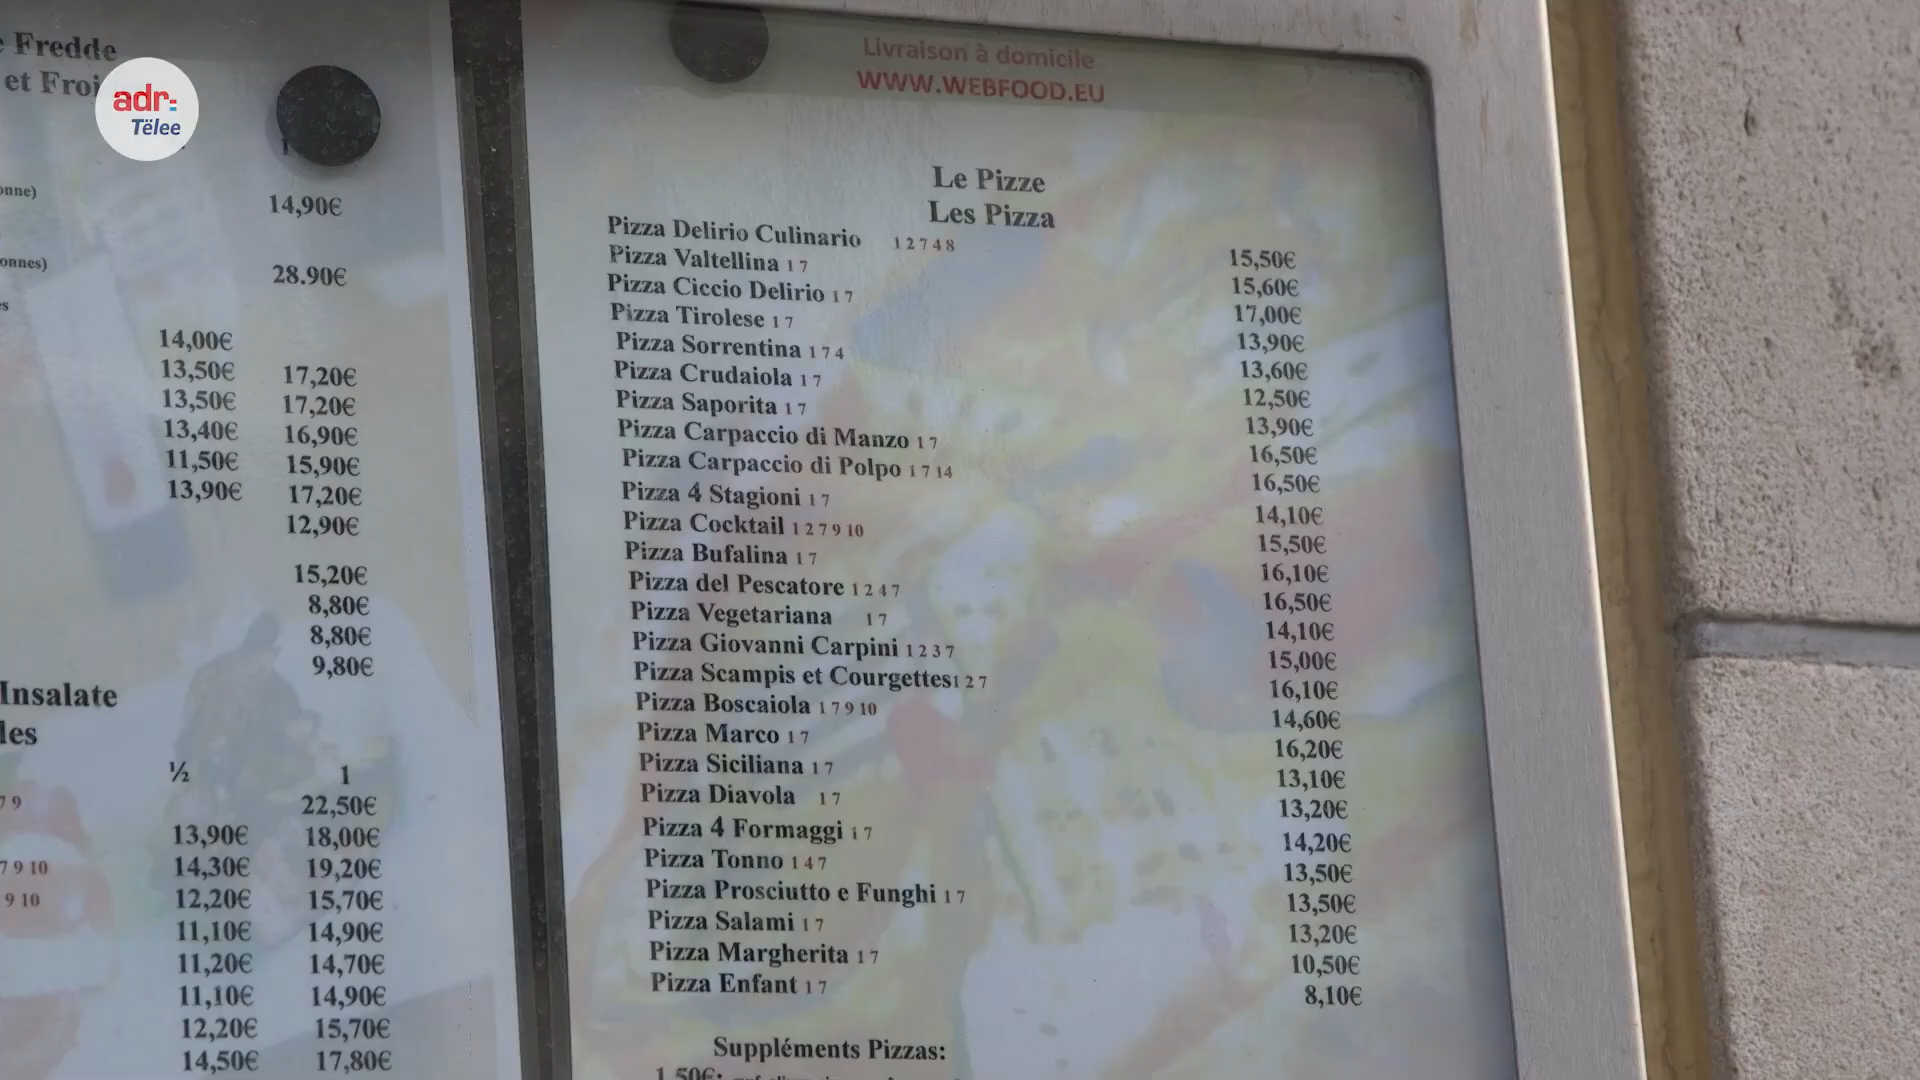 e Fredde
et Froi
adr:
Tëlee
onne)
14,90€
onnes)
28.90€
es
14,00€
13,50€ 17,20€
13,50€ 17,20€
13,40€ 16,90€
11,50€ 15,90€
13,90€ 17,20€
12,90€
15,20€
8,80€
8,80€
9,80€
Insalate
les
½ 1
7 9 22,50€
13,90€ 18,00€
7 9 10 14,30€ 19,20€
9 10 12,20€ 15,70€
11,10€ 14,90€
11,20€ 14,70€
11,10€ 14,90€
12,20€ 15,70€
14,50€ 17,80€
Livraison à domicile
WWW.WEBFOOD.EU
Le Pizze
Les Pizza
Pizza Delirio Culinario 1 2 7 4 8 15,50€
Pizza Valtellina 1 7 15,60€
Pizza Ciccio Delirio 1 7 17,00€
Pizza Tirolese 1 7 13,90€
Pizza Sorrentina 1 7 4 13,60€
Pizza Crudaiola 1 7 12,50€
Pizza Saporita 1 7 13,90€
Pizza Carpaccio di Manzo 1 7 16,50€
Pizza Carpaccio di Polpo 1 7 14 16,50€
Pizza 4 Stagioni 1 7 14,10€
Pizza Cocktail 1 2 7 9 10 15,50€
Pizza Bufalina 1 7 16,10€
Pizza del Pescatore 1 2 4 7 16,50€
Pizza Vegetariana 1 7 14,10€
Pizza Giovanni Carpini 1 2 3 7 15,00€
Pizza Scampis et Courgettes1 2 7 16,10€
Pizza Boscaiola 1 7 9 10 14,60€
Pizza Marco 1 7 16,20€
Pizza Siciliana 1 7 13,10€
Pizza Diavola 1 7 13,20€
Pizza 4 Formaggi 1 7 14,20€
Pizza Tonno 1 4 7 13,50€
Pizza Prosciutto e Funghi 1 7 13,50€
Pizza Salami 1 7 13,20€
Pizza Margherita 1 7 10,50€
Pizza Enfant 1 7 8,10€
Suppléments Pizzas:
1,50€: